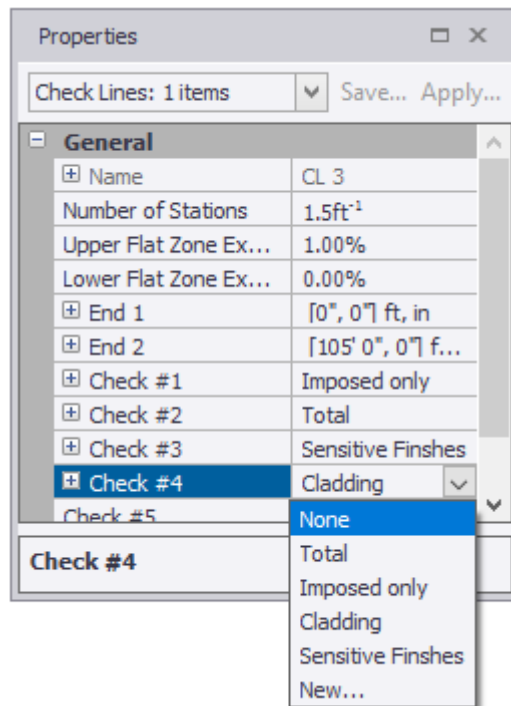 Properties
Check Lines: 1 items Save... Apply...
General
Name CL 3
Number of Stations 1.5ft⁻¹
Upper Flat Zone Ex... 1.00%
Lower Flat Zone Ex... 0.00%
End 1 [0", 0"] ft, in
End 2 [105' 0", 0"] f...
Check #1 Imposed only
Check #2 Total
Check #3 Sensitive Finshes
Check #4 Cladding
Check #5
None
Check #4
Total
Imposed only
Cladding
Sensitive Finshes
New...